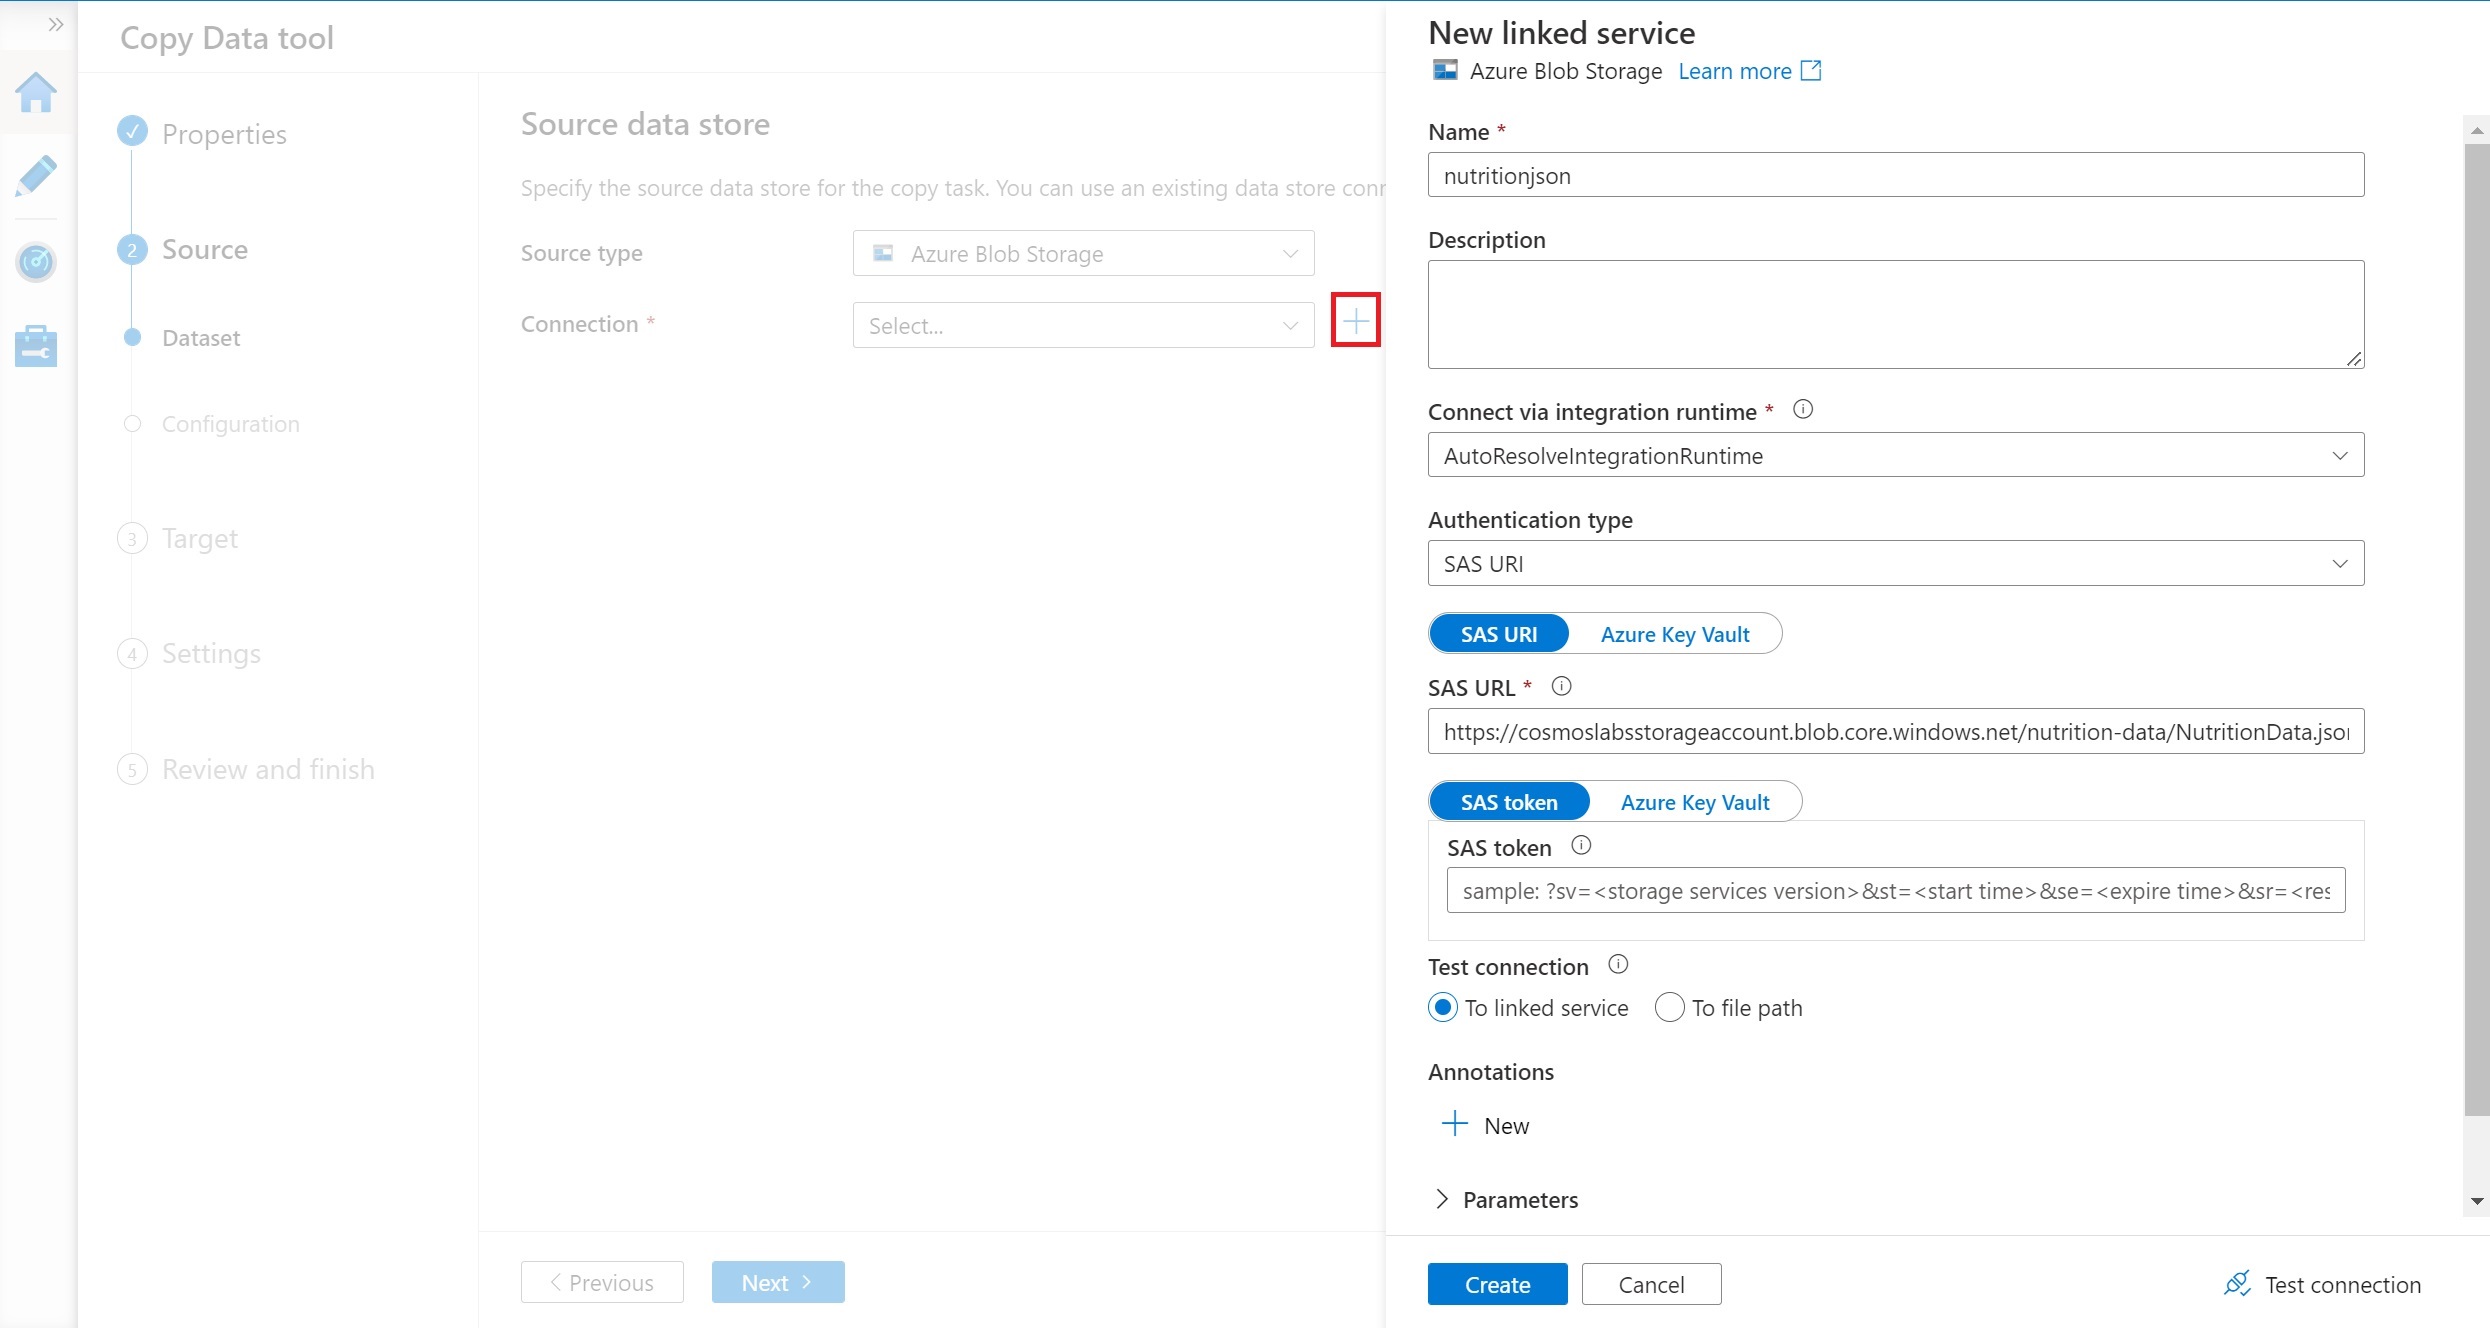 Copy Data tool
Properties
2 Source
Dataset
Configuration
3 Target
4 Settings
5 Review and finish
Source data store
Specify the source data store for the copy task. You can use an existing data store conn
Source type
Azure Blob Storage
Connection *
Select...
Previous
Next
New linked service
Azure Blob Storage Learn more
Name *
nutritionjson
Description
Connect via integration runtime *
AutoResolveIntegrationRuntime
Authentication type
SAS URI
SAS URI Azure Key Vault
SAS URL *
https://cosmoslabsstorageaccount.blob.core.windows.net/nutrition-data/NutritionData.json
SAS token Azure Key Vault
SAS token
sample: ?sv=<storage services version>&st=<start time>&se=<expire time>&sr=<res
Test connection
To linked service To file path
Annotations
New
Parameters
Create Cancel Test connection